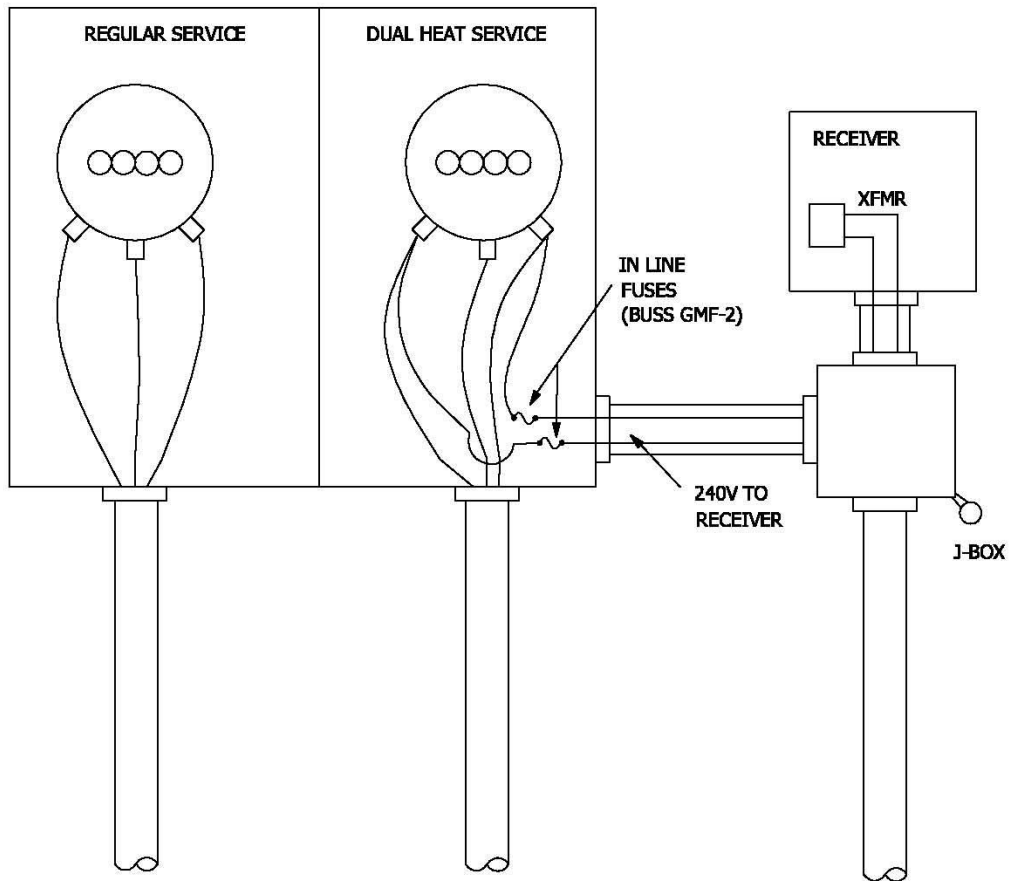 REGULAR SERVICE
DUAL HEAT SERVICE
RECEIVER
XFMR
IN LINE
FUSES
(BUSS GMF-2)
240V TO
RECEIVER
J-BOX